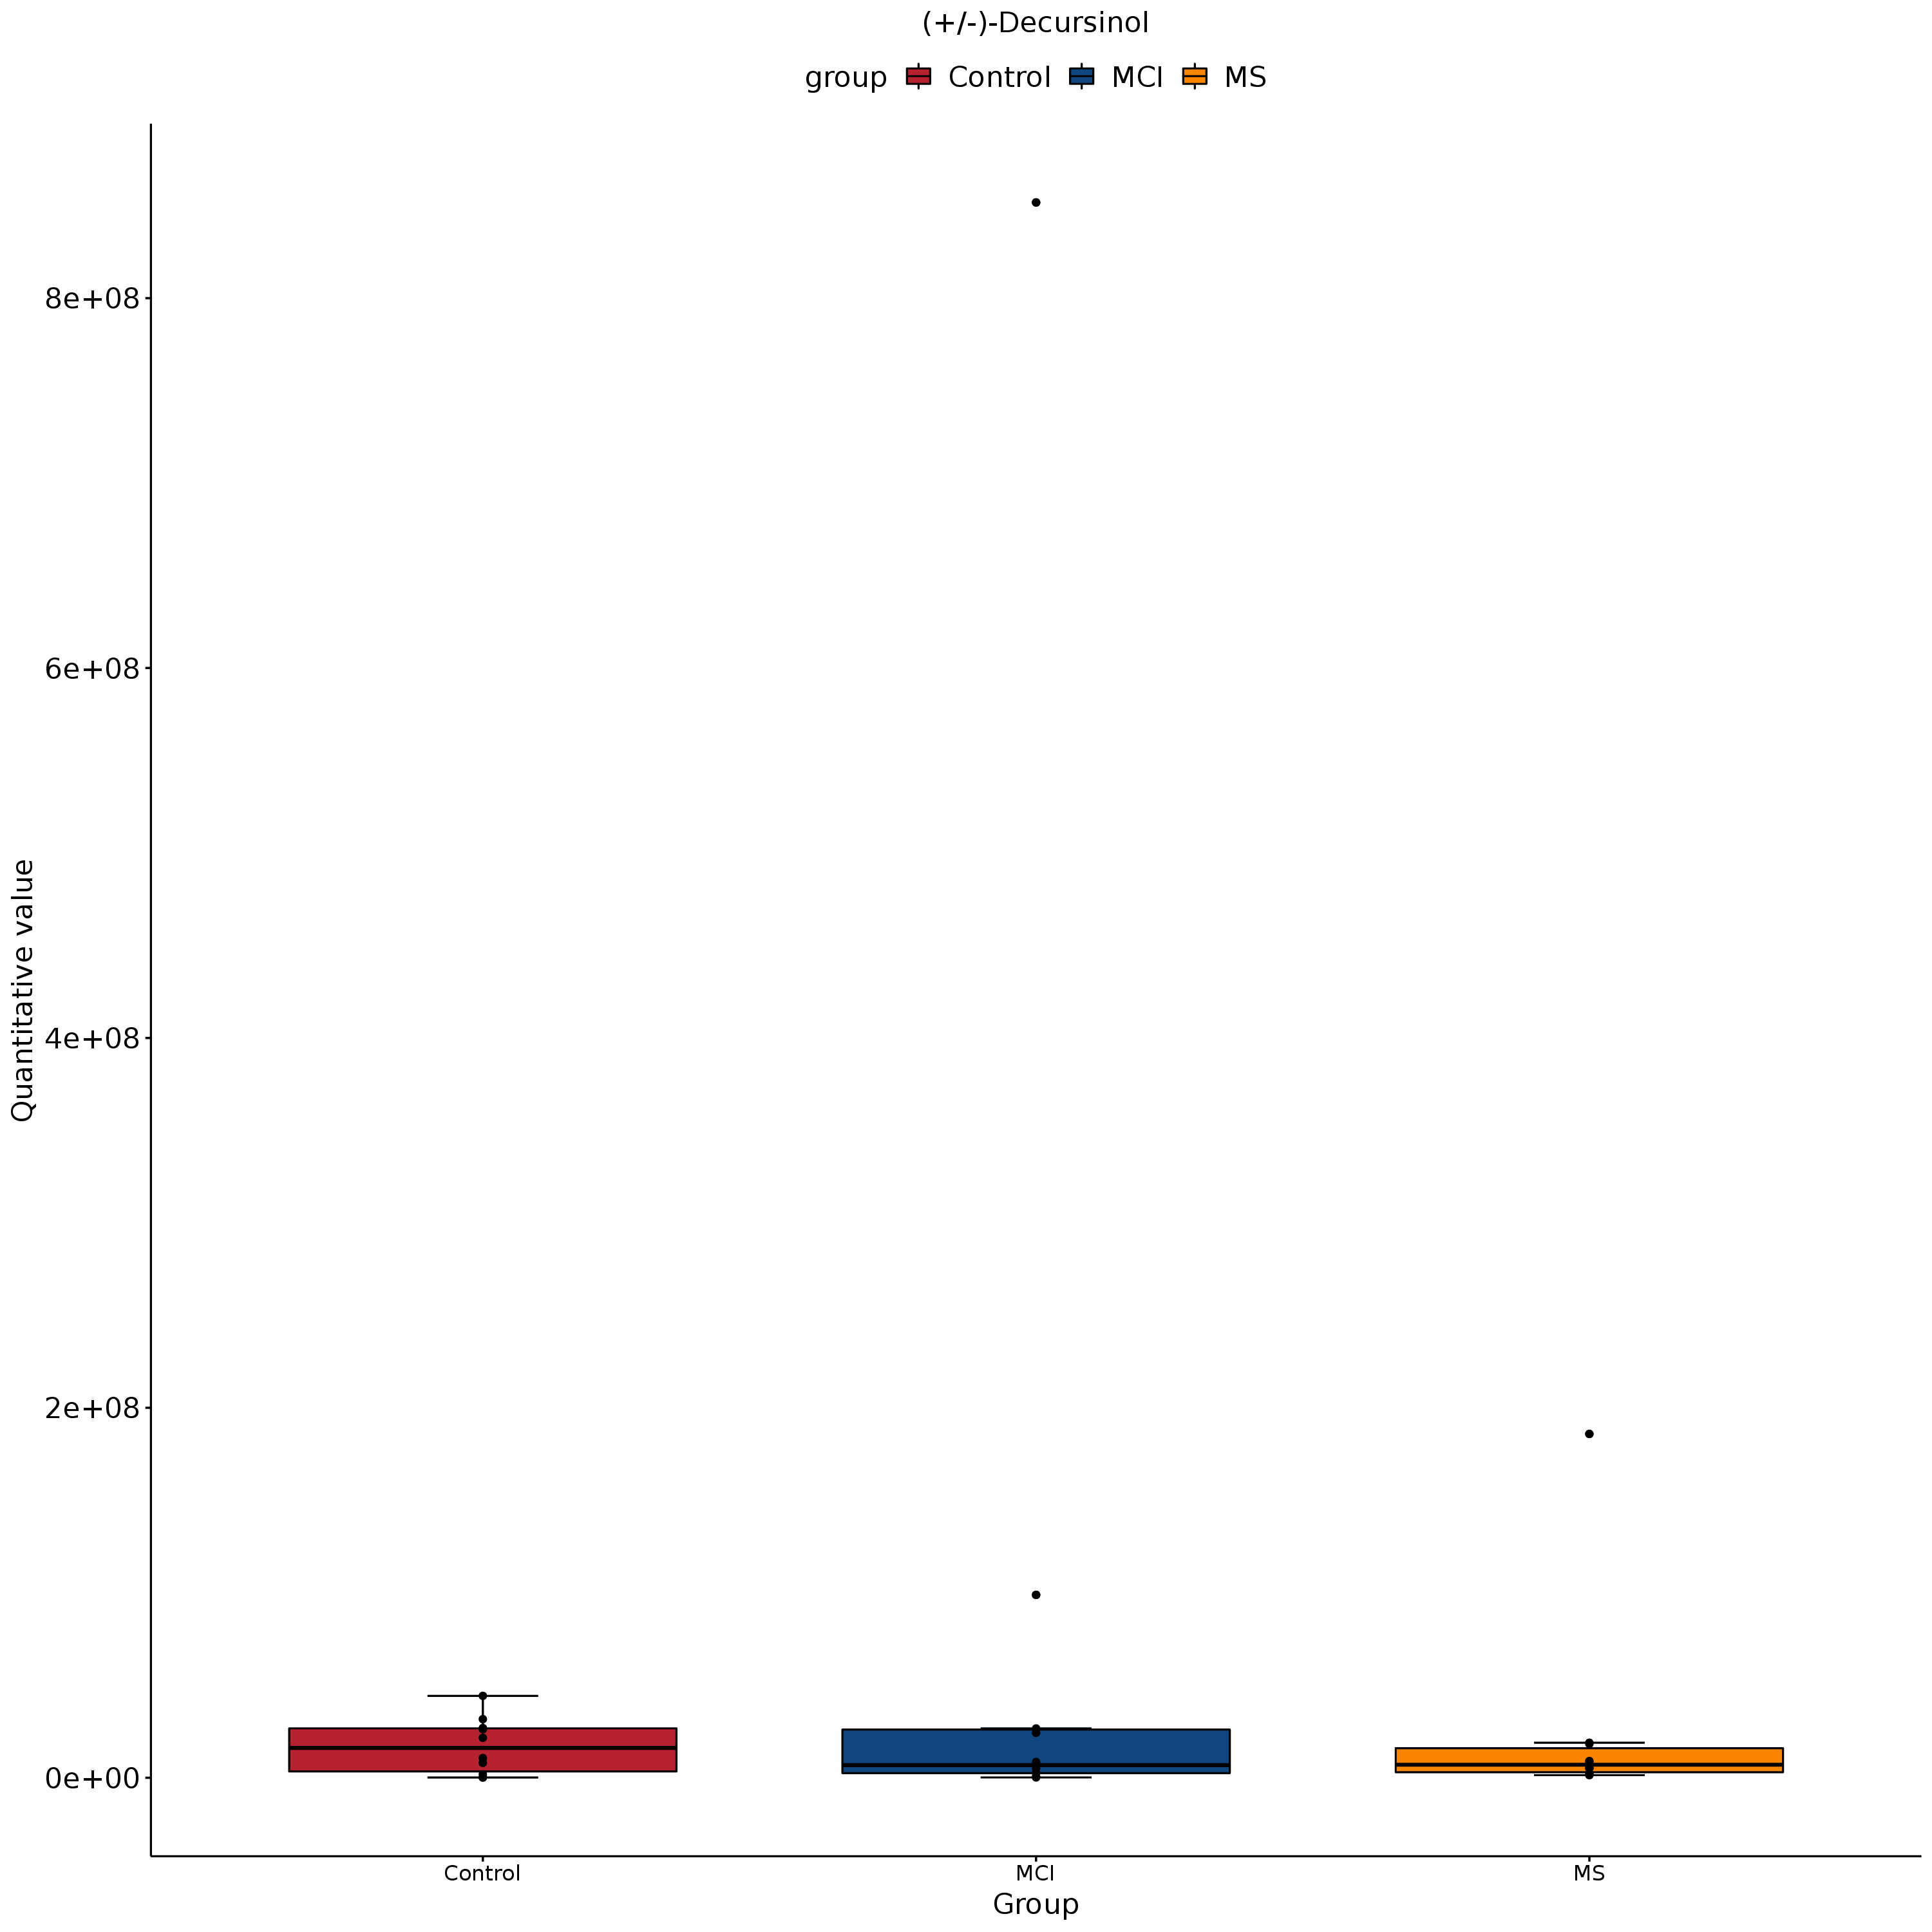 (+/-)-Decursinol
group Control MCI MS
Quantitative value
8e+08
6e+08
4e+08
2e+08
0e+00
Control MCI MS
Group